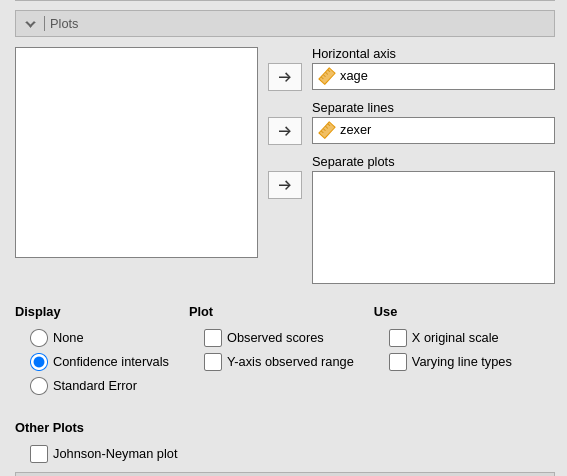 Plots
Horizontal axis
xage
Separate lines
zexer
Separate plots
Display
None
Confidence intervals
Standard Error
Plot
Observed scores
Y-axis observed range
Use
X original scale
Varying line types
Other Plots
Johnson-Neyman plot